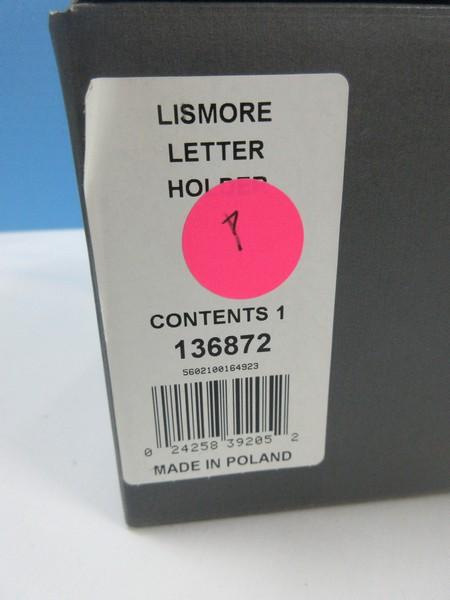 LISMORE
LETTER
HOLDER
CONTENTS 1
136872
5602100164923
0 24258 39205 2
MADE IN POLAND